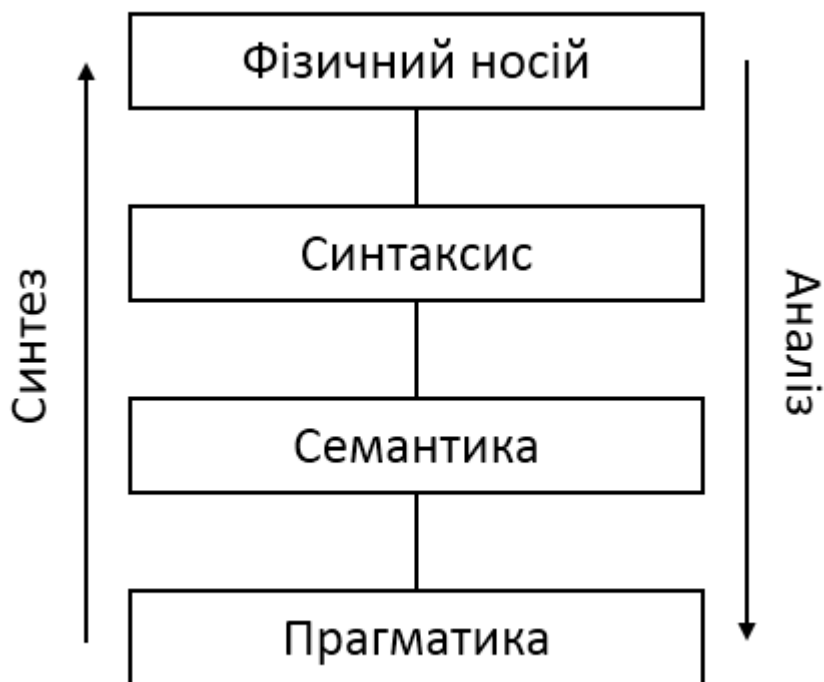 Фізичний носій
Синтаксис
Семантика
Прагматика
Синтез
Аналіз